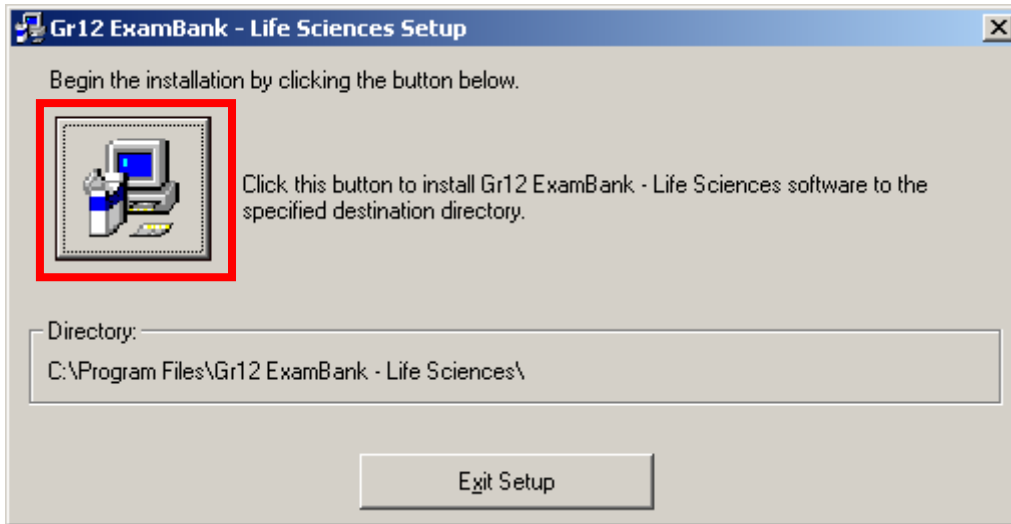 Gr12 ExamBank - Life Sciences Setup
Begin the installation by clicking the button below.
Click this button to install Gr12 ExamBank - Life Sciences software to the
specified destination directory.
Directory:
C:\Program Files\Gr12 ExamBank - Life Sciences\
Exit Setup